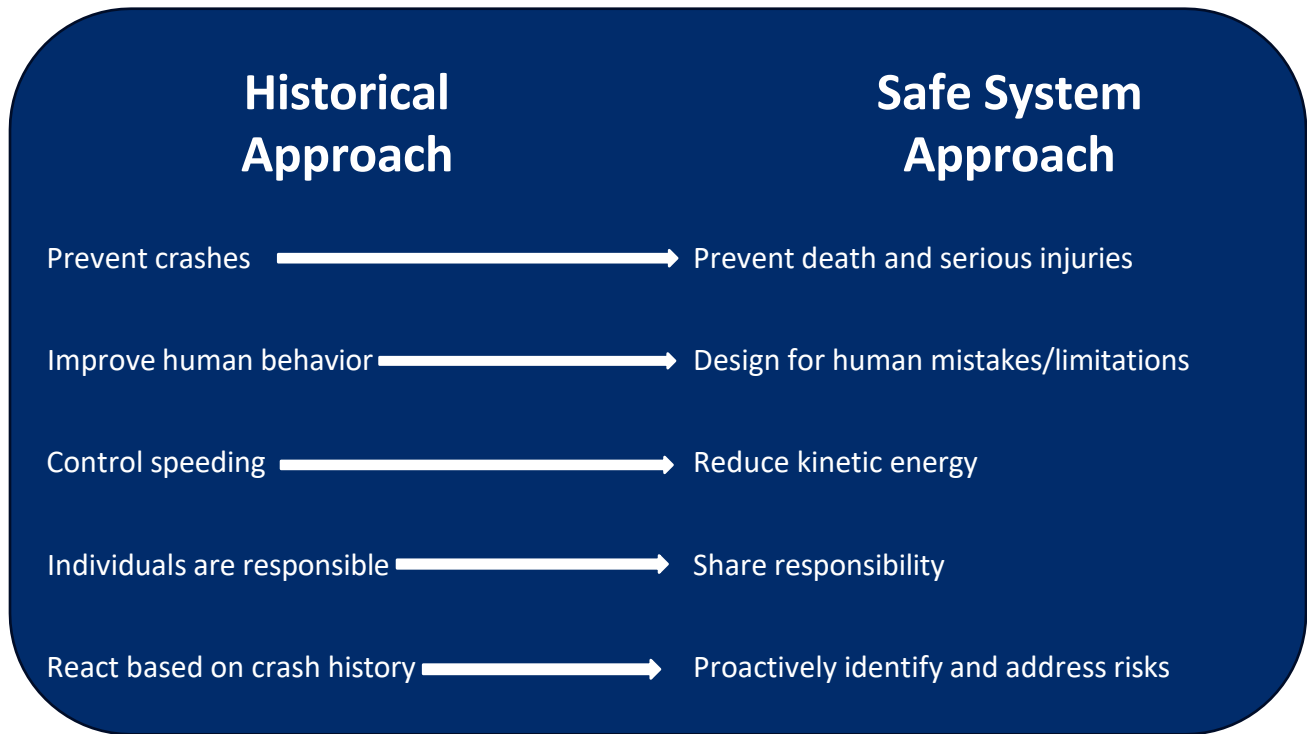 Historical
Approach
Safe System
Approach
Prevent crashes
Prevent death and serious injuries
Improve human behavior
Design for human mistakes/limitations
Control speeding
Reduce kinetic energy
Individuals are responsible
Share responsibility
React based on crash history
Proactively identify and address risks